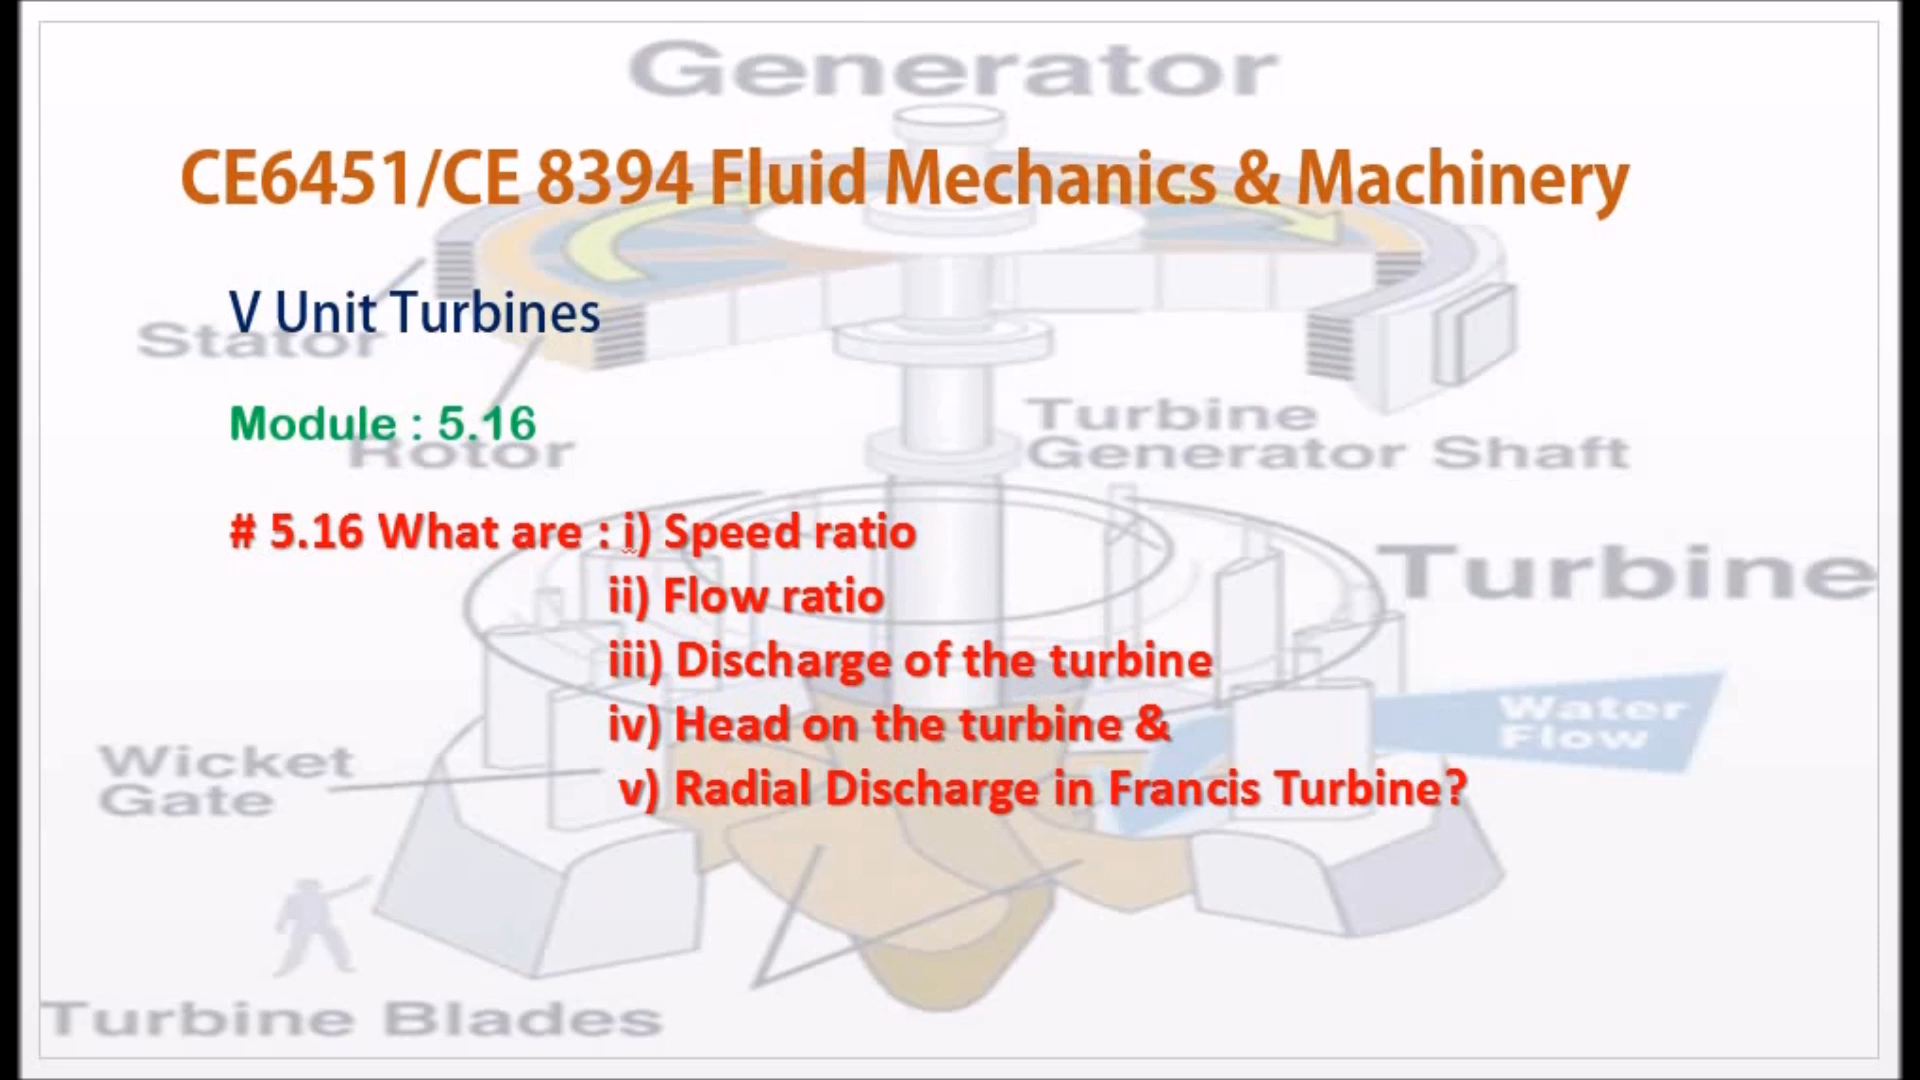 Generator
CE6451/CE 8394 Fluid Mechanics & Machinery
V Unit Turbines
Stator
Module : 5.16
Rotor
Turbine
Generator Shaft
# 5.16 What are : i) Speed ratio
ii) Flow ratio
Turbine
iii) Discharge of the turbine
iv) Head on the turbine &
Water
Flow
v) Radial Discharge in Francis Turbine?
Wicket
Gate
Turbine Blades